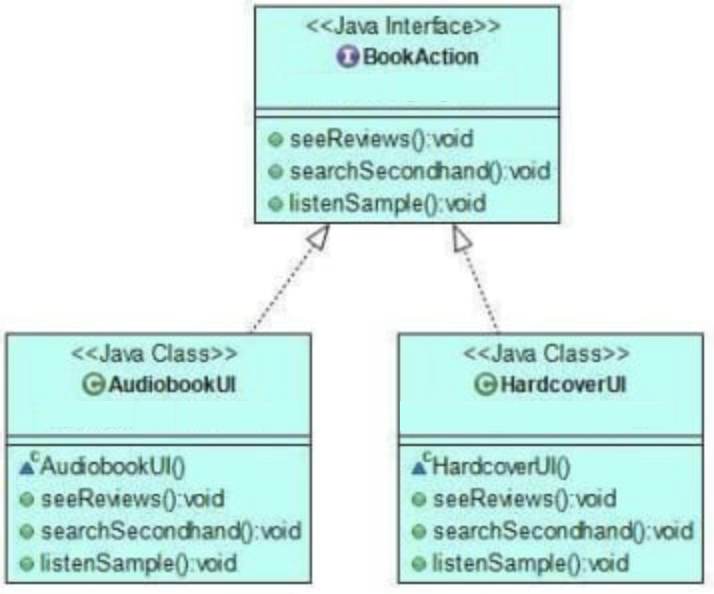 <<Java Interface>>
BookAction
seeReviews():void
searchSecondhand():void
listenSample():void
<<Java Class>>
AudiobookUI
AudiobookUI()
seeReviews():void
searchSecondhand():void
listenSample():void
<<Java Class>>
HardcoverUI
HardcoverUI()
seeReviews():void
searchSecondhand():void
listenSample():void